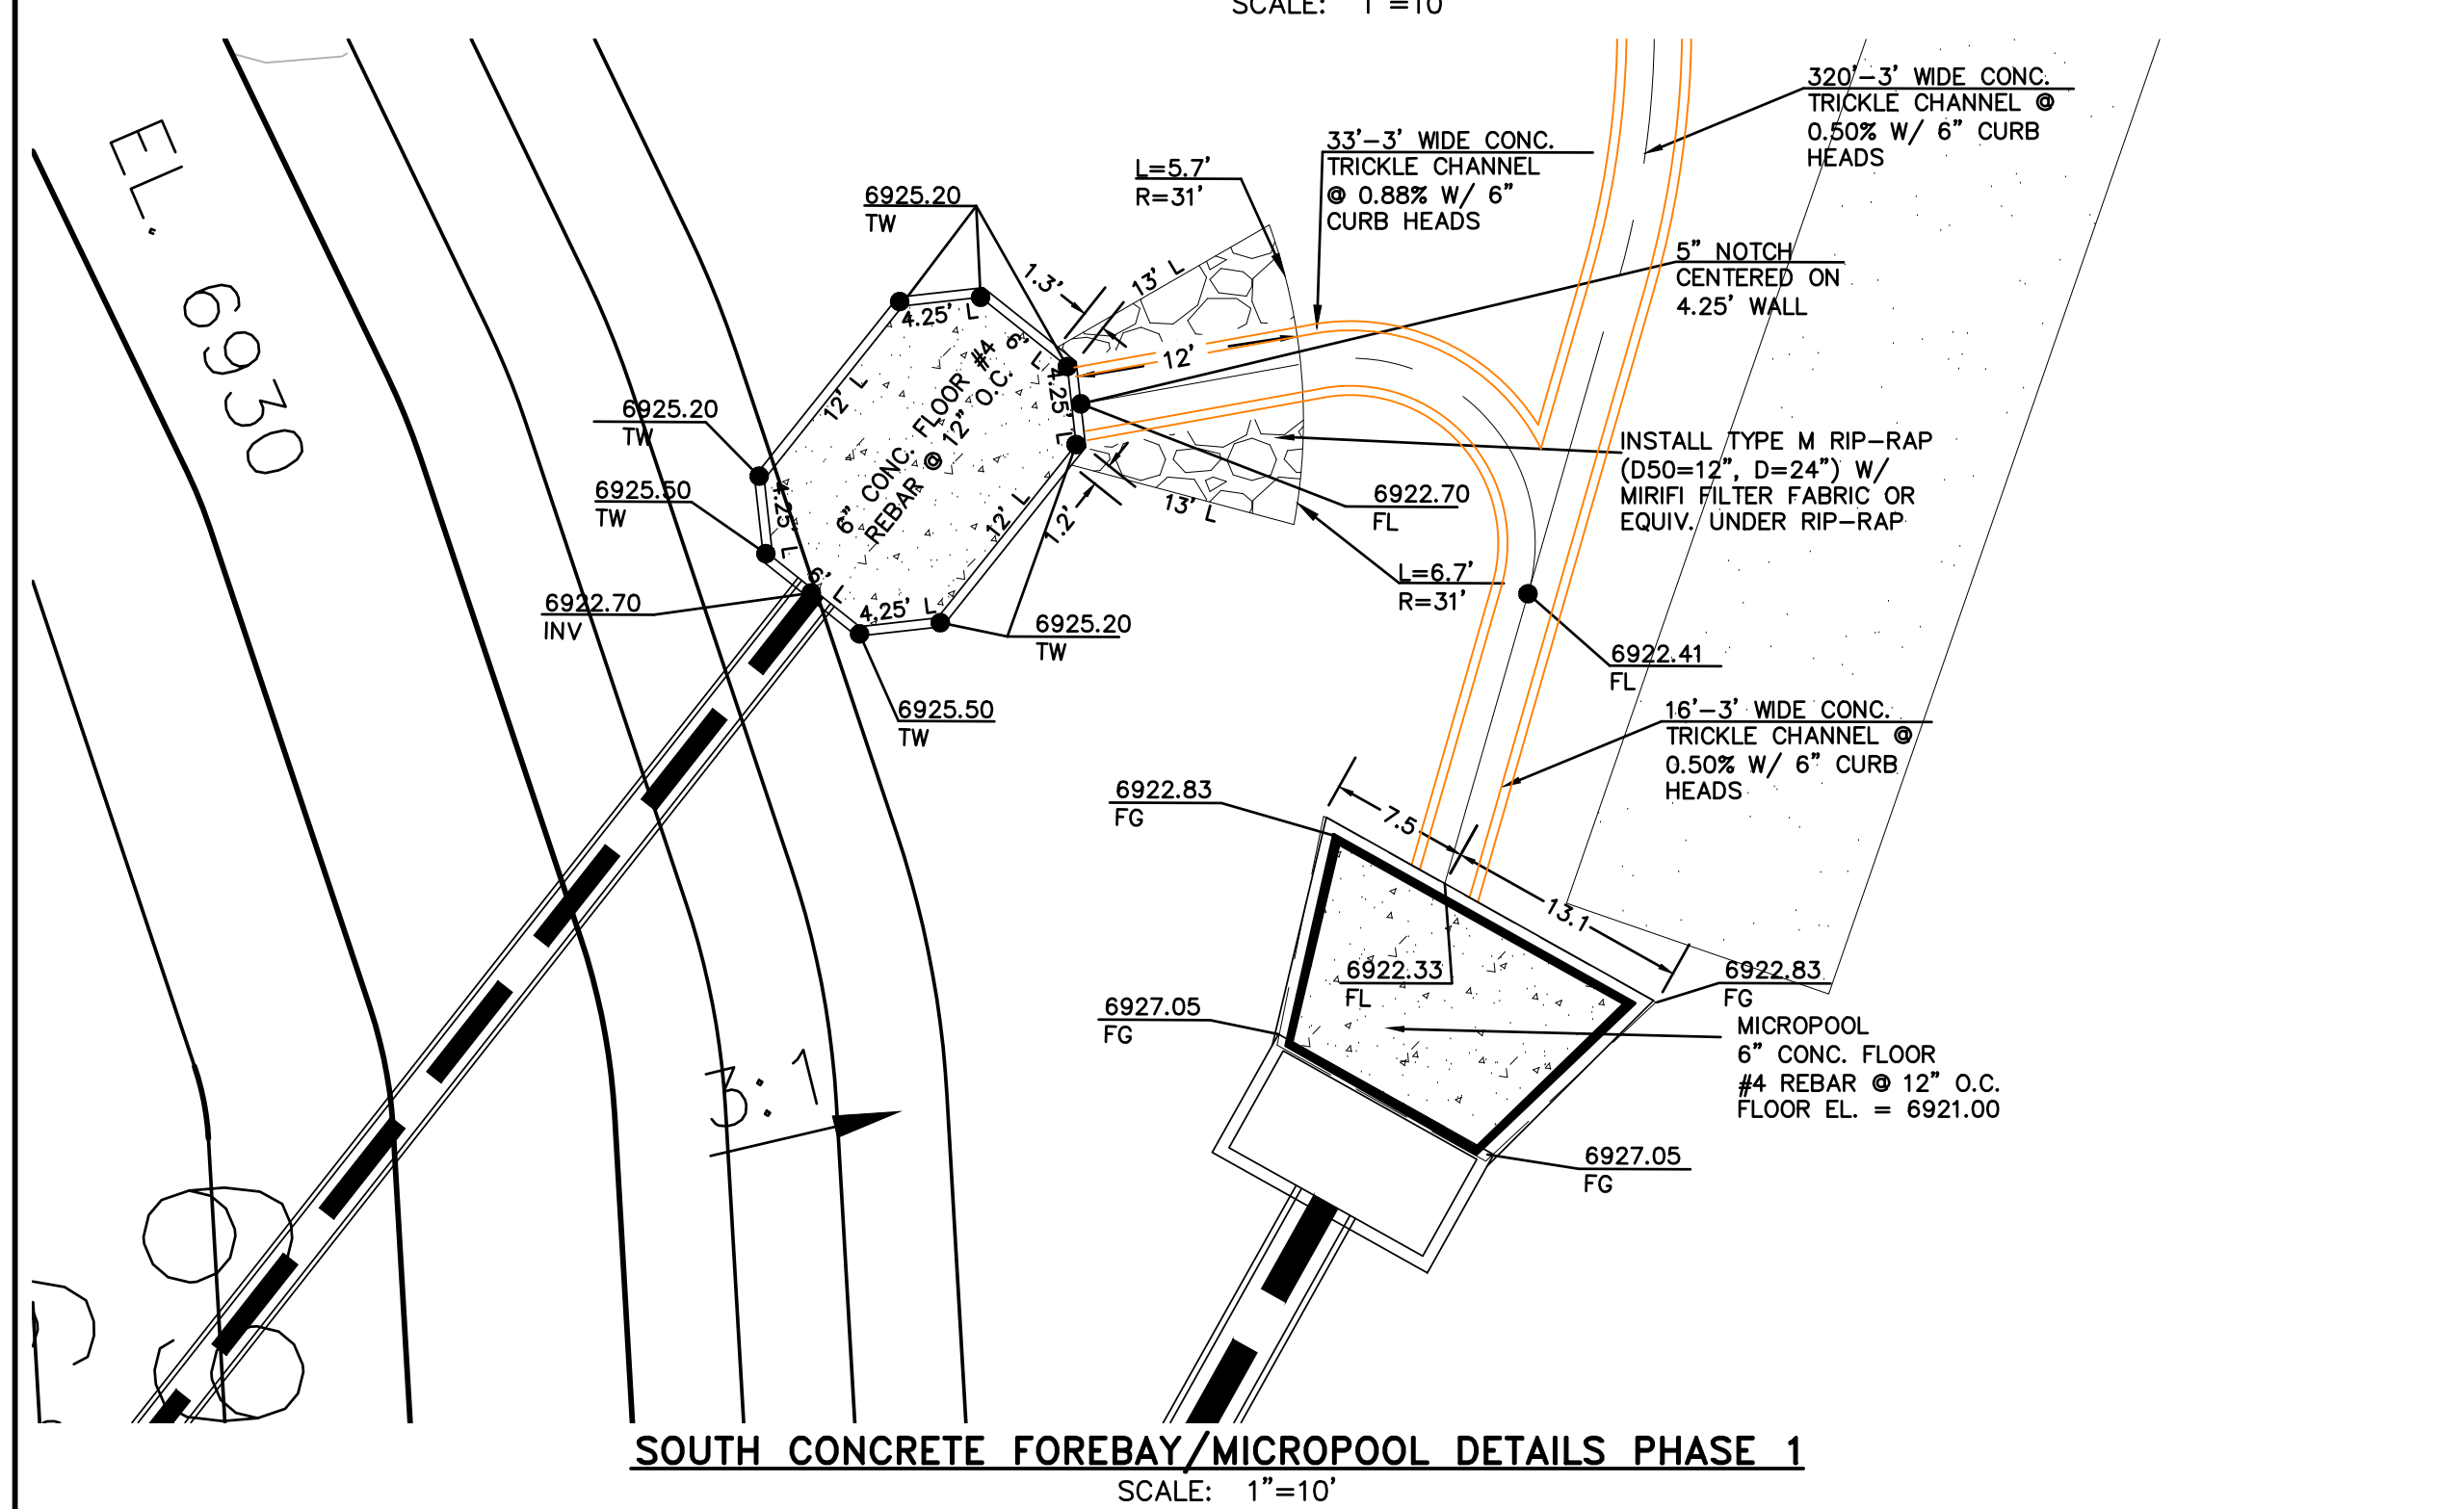 SCALE: 1"=10'
EL. 6930
320'-3' WIDE CONC.
TRICKLE CHANNEL @
0.50% W/ 6" CURB
HEADS
33'-3' WIDE CONC.
TRICKLE CHANNEL
@ 0.88% W/ 6"
CURB HEADS
L=5.7'
R=31'
6925.20
TW
5" NOTCH
CENTERED ON
4.25' WALL
1.3'
13' L
4.25' L
6' L
12'
12' L
4.25' L
6" CONC. FLOOR #4
REBAR @ 12" O.C.
6925.20
TW
6925.50
TW
4.25' L
12' L
1.2'
13' L
INSTALL TYPE M RIP-RAP
(D50=12", D=24") W/
MIRIFI FILTER FABRIC OR
EQUIV. UNDER RIP-RAP
6922.70
FL
6922.70
INV
6' L
4.25' L
6925.20
TW
L=6.7'
R=31'
6922.41
FL
6925.50
TW
16'-3' WIDE CONC.
TRICKLE CHANNEL @
0.50% W/ 6" CURB
HEADS
6922.83
FG
7.5
13.1
6922.33
FL
6922.83
FG
6927.05
FG
MICROPOOL
6" CONC. FLOOR
#4 REBAR @ 12" O.C.
FLOOR EL. = 6921.00
3:1
6927.05
FG
SOUTH CONCRETE FOREBAY/MICROPOOL DETAILS PHASE 1
SCALE: 1"=10'